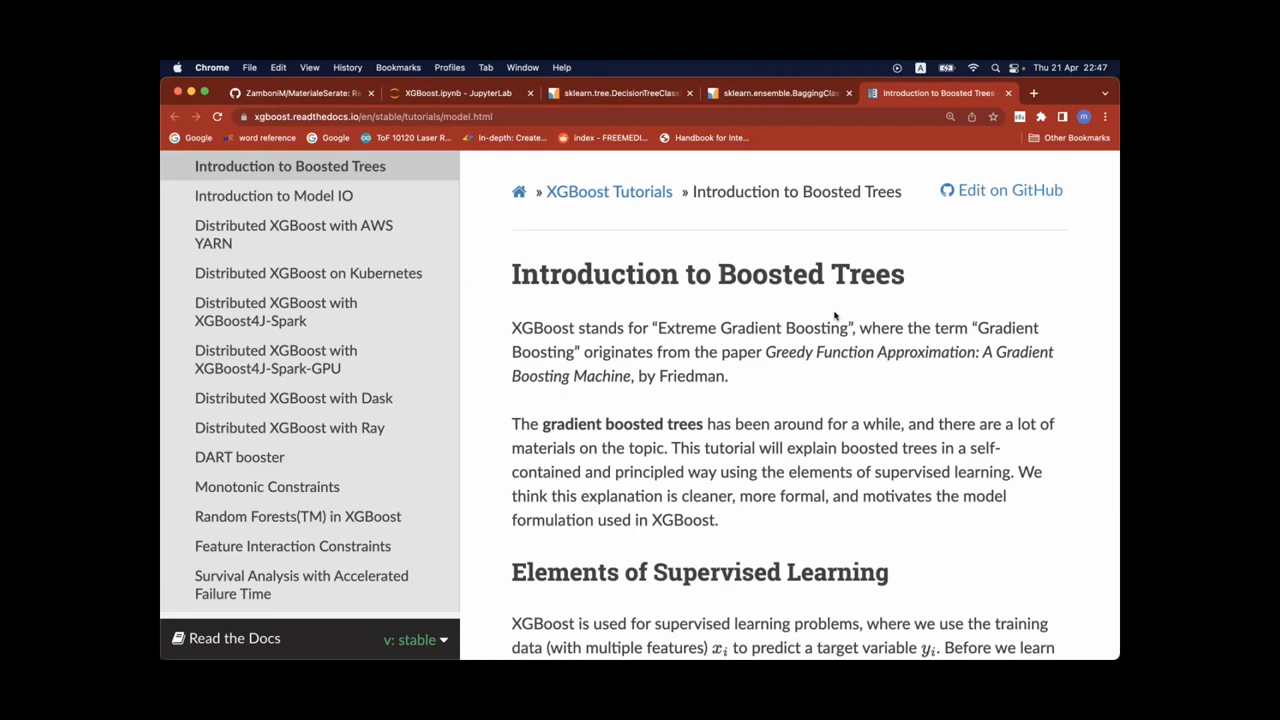 Chrome File Edit View History Bookmarks Profiles Tab Window Help A Thu 21 Apr 22:47
ZamboniM/MaterialeSerate: Re × XGBoost.ipynb - JupyterLab × sklearn.tree.DecisionTreeClass × sklearn.ensemble.BaggingClas × Introduction to Boosted Trees × +
xgboost.readthedocs.io/en/stable/tutorials/model.html m
Google word reference Google ToF 10120 Laser R... In-depth: Create... index - FREEMEDI... Handbook for Inte... Other Bookmarks
Introduction to Boosted Trees
Introduction to Model IO
Distributed XGBoost with AWS
YARN
Distributed XGBoost on Kubernetes
Distributed XGBoost with
XGBoost4J-Spark
Distributed XGBoost with
XGBoost4J-Spark-GPU
Distributed XGBoost with Dask
Distributed XGBoost with Ray
DART booster
Monotonic Constraints
Random Forests(TM) in XGBoost
Feature Interaction Constraints
Survival Analysis with Accelerated
Failure Time
Read the Docs v: stable
» XGBoost Tutorials » Introduction to Boosted Trees Edit on GitHub
Introduction to Boosted Trees
XGBoost stands for “Extreme Gradient Boosting”, where the term “Gradient
Boosting” originates from the paper Greedy Function Approximation: A Gradient
Boosting Machine, by Friedman.
The gradient boosted trees has been around for a while, and there are a lot of
materials on the topic. This tutorial will explain boosted trees in a self-
contained and principled way using the elements of supervised learning. We
think this explanation is cleaner, more formal, and motivates the model
formulation used in XGBoost.
Elements of Supervised Learning
XGBoost is used for supervised learning problems, where we use the training
data (with multiple features) xᵢ to predict a target variable yᵢ. Before we learn